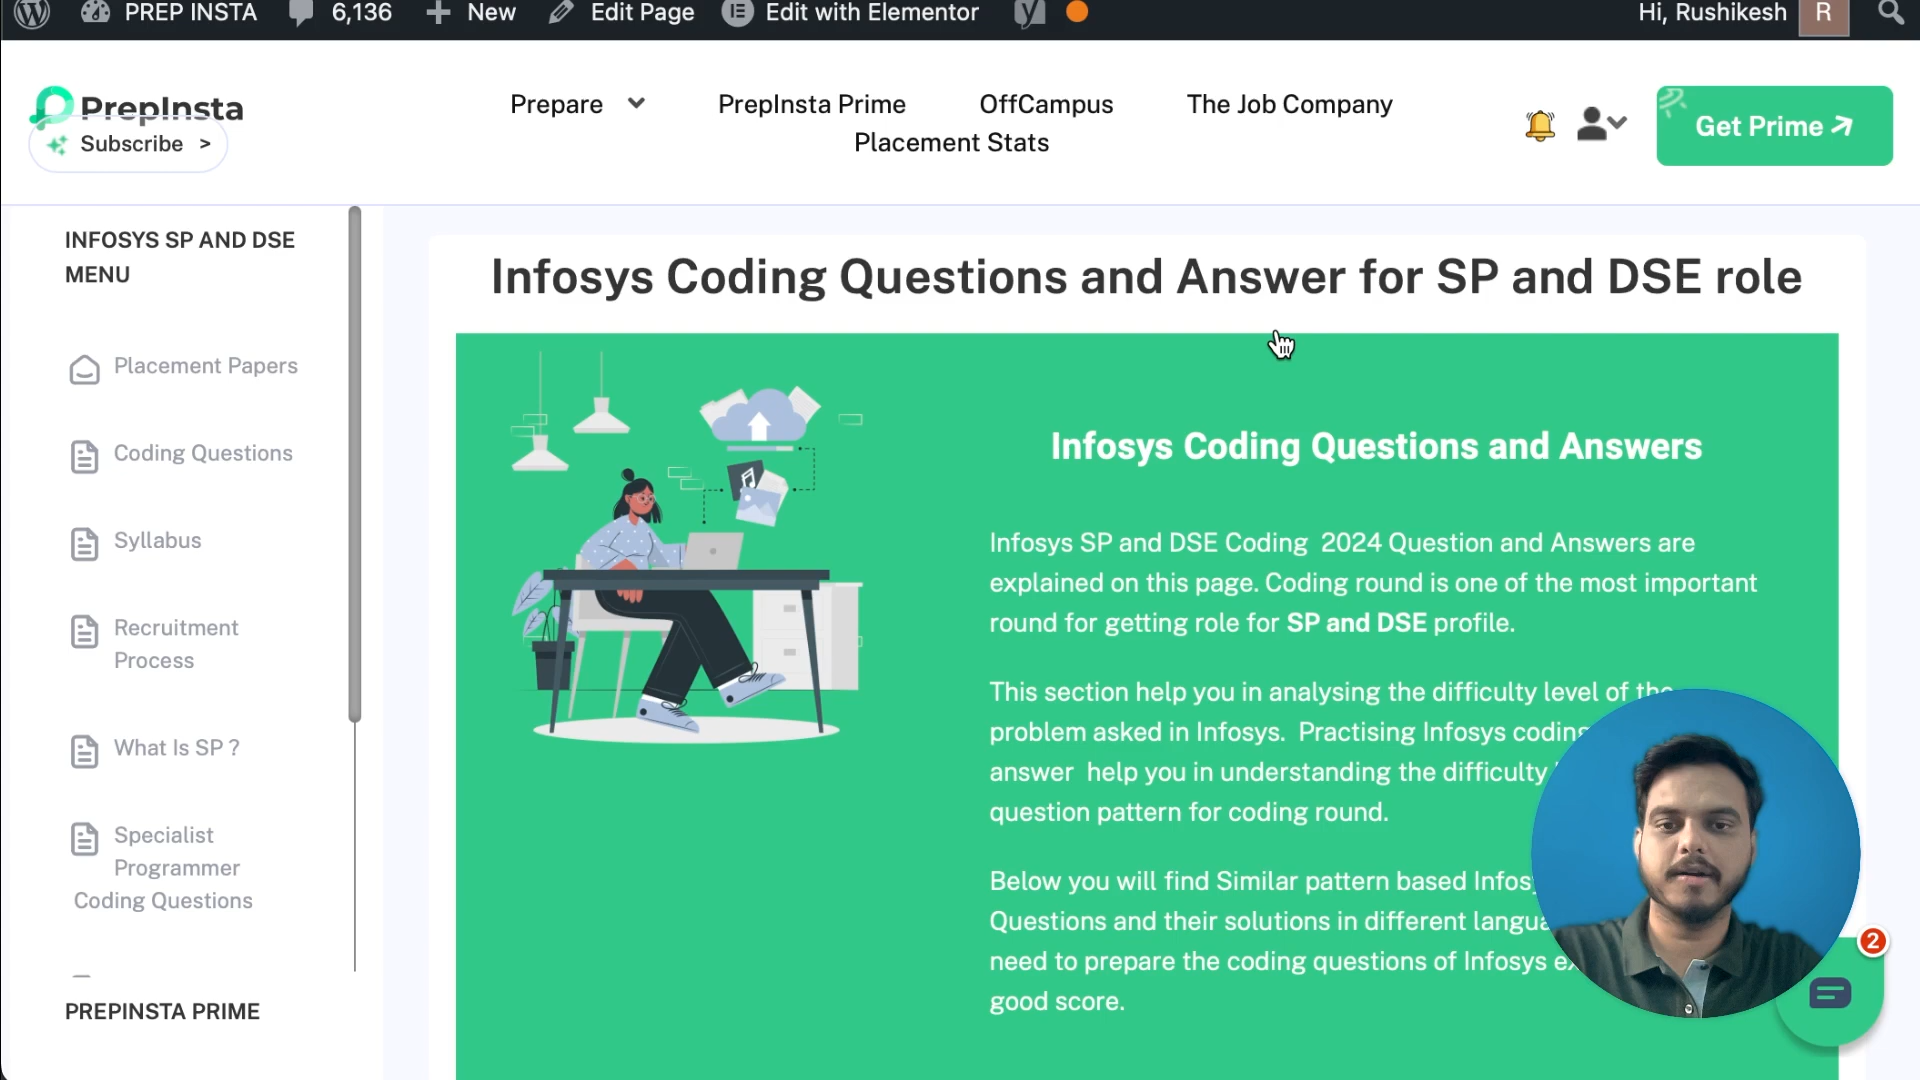 PREP INSTA 6,136 New Edit Page Edit with Elementor Hi, Rushikesh R
PrepInsta
Subscribe >
Prepare PrepInsta Prime OffCampus The Job Company
Placement Stats
Get Prime
INFOSYS SP AND DSE
MENU
Placement Papers
Coding Questions
Syllabus
Recruitment
Process
What Is SP ?
Specialist
Programmer
Coding Questions
PREPINSTA PRIME
Infosys Coding Questions and Answer for SP and DSE role
Infosys Coding Questions and Answers
Infosys SP and DSE Coding 2024 Question and Answers are
explained on this page. Coding round is one of the most important
round for getting role for SP and DSE profile.
This section help you in analysing the difficulty level of the
problem asked in Infosys. Practising Infosys coding
answer help you in understanding the difficulty
question pattern for coding round.
Below you will find Similar pattern based
Questions and their solutions in different
need to prepare the coding questions of Infosys
good score.
2